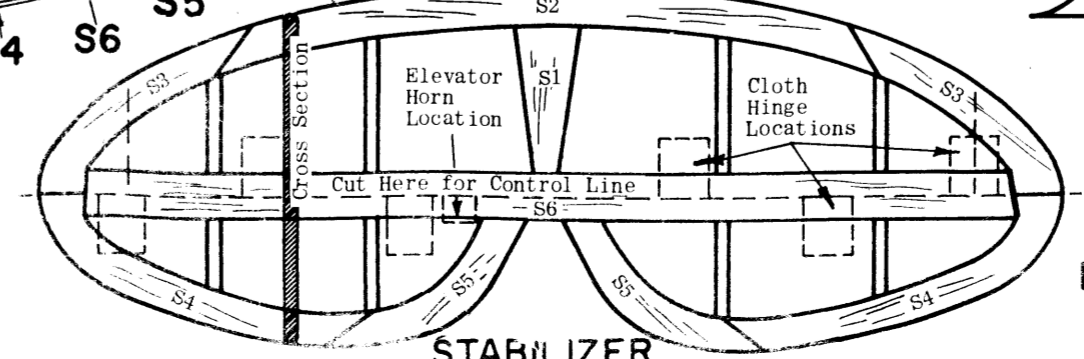 S5
S2
4
S6
S3
Cross Section
Elevator
Horn
Location
S1
Cloth
Hinge
Locations
S3
Cut Here for Control Line
S6
S4
S5
S5
S4
STABILIZER